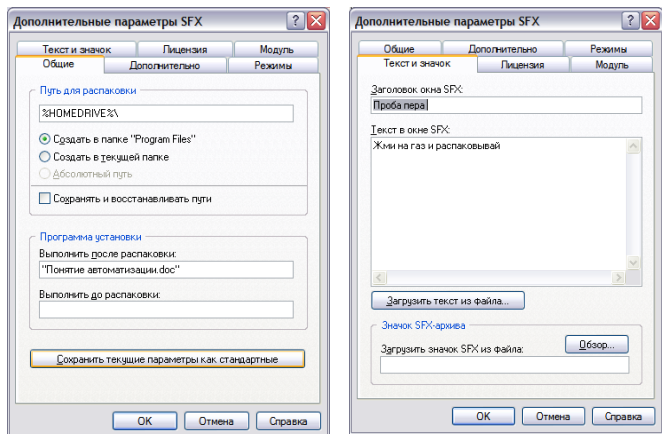 Дополнительные параметры SFX
Текст и значок
Лицензия
Модуль
Общие
Дополнительно
Режимы
Путь для распаковки
%HOMEDRIVE%\
Создать в папке "Program Files"
Создать в текущей папке
Абсолютный путь
Сохранять и восстанавливать пути
Программа установки
Выполнить после распаковки:
"Понятие автоматизации.doc"
Выполнить до распаковки:
Сохранить текущие параметры как стандартные
OK
Отмена
Справка
Дополнительные параметры SFX
Общие
Дополнительно
Режимы
Текст и значок
Лицензия
Модуль
Заголовок окна SFX:
Проба пера
Текст в окне SFX:
Жми на газ и распаковывай
Загрузить текст из файла...
Значок SFX-архива
Загрузить значок SFX из файла:
Обзор...
OK
Отмена
Справка